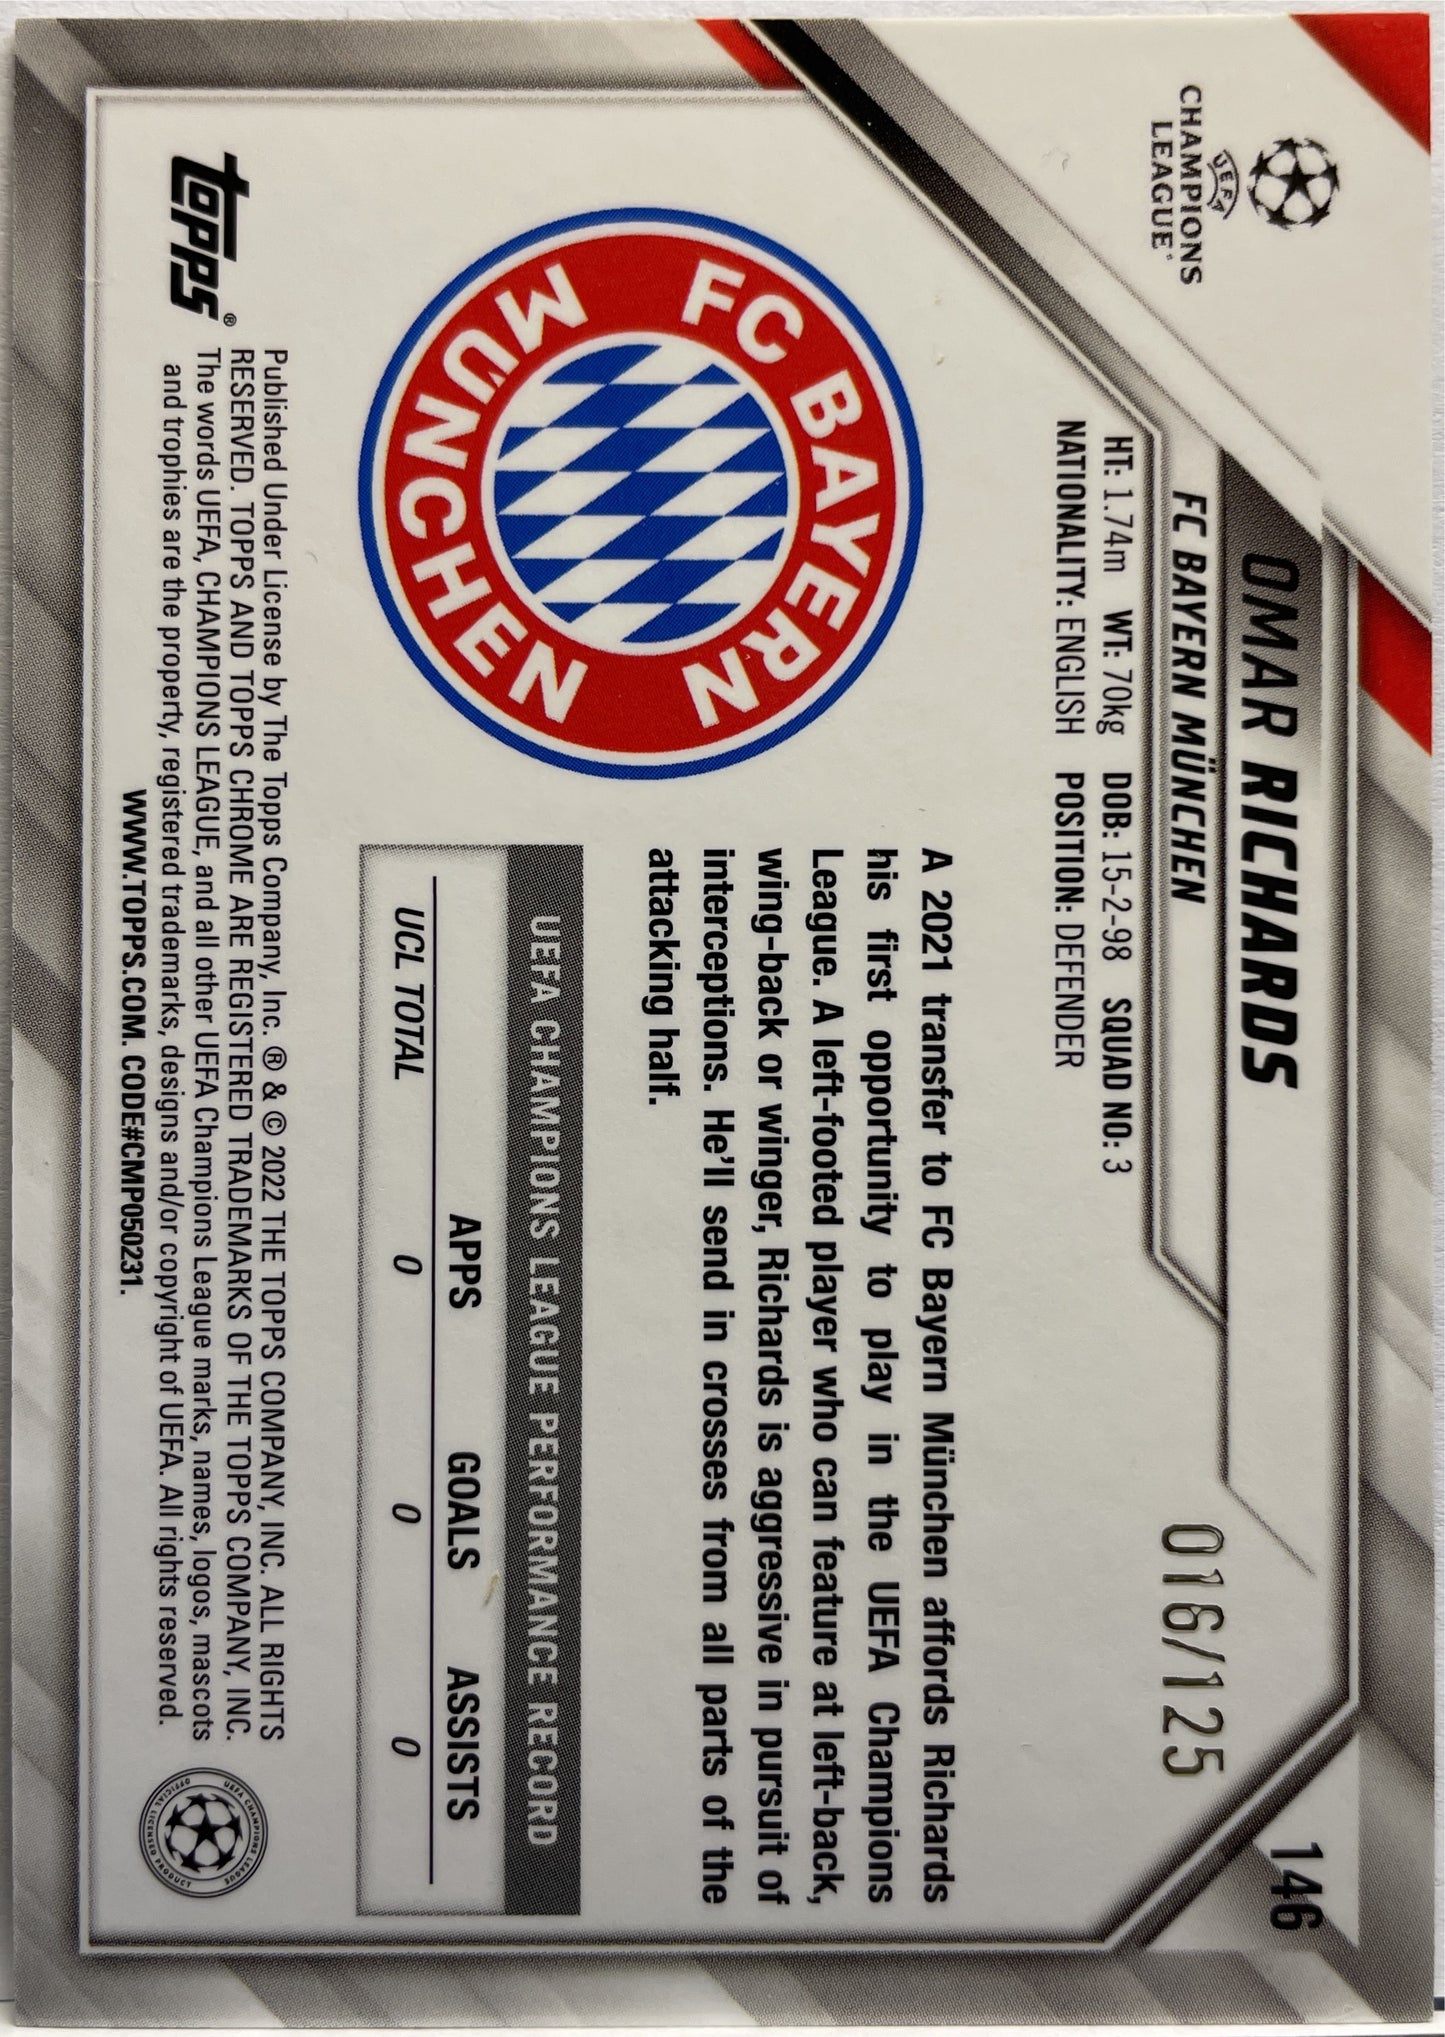 UEFA
CHAMPIONS
LEAGUE
146
OMAR RICHARDS
016/125
FC BAYERN MÜNCHEN
HT: 1.74m WT: 70kg DOB: 15-2-98 SQUAD NO: 3
NATIONALITY: ENGLISH POSITION: DEFENDER
FC BAYERN MÜNCHEN
A 2021 transfer to FC Bayern München affords Richards
his first opportunity to play in the UEFA Champions
League. A left-footed player who can feature at left-back,
wing-back or winger, Richards is aggressive in pursuit of
interceptions. He'll send in crosses from all parts of the
attacking half.
UEFA CHAMPIONS LEAGUE PERFORMANCE RECORD
APPS GOALS ASSISTS
UCL TOTAL 0 0 0
Topps®
Published Under License by The Topps Company, Inc. ® & © 2022 THE TOPPS COMPANY, INC. ALL RIGHTS
RESERVED. TOPPS AND TOPPS CHROME ARE REGISTERED TRADEMARKS OF THE TOPPS COMPANY, INC.
The words UEFA, CHAMPIONS LEAGUE, and all other UEFA Champions League marks, names, logos, mascots
and trophies are the property, registered trademarks, designs and/or copyright of UEFA. All rights reserved.
WWW.TOPPS.COM. CODE#CMP050231.
UEFA CHAMPIONS LEAGUE
OFFICIAL LICENSED PRODUCT